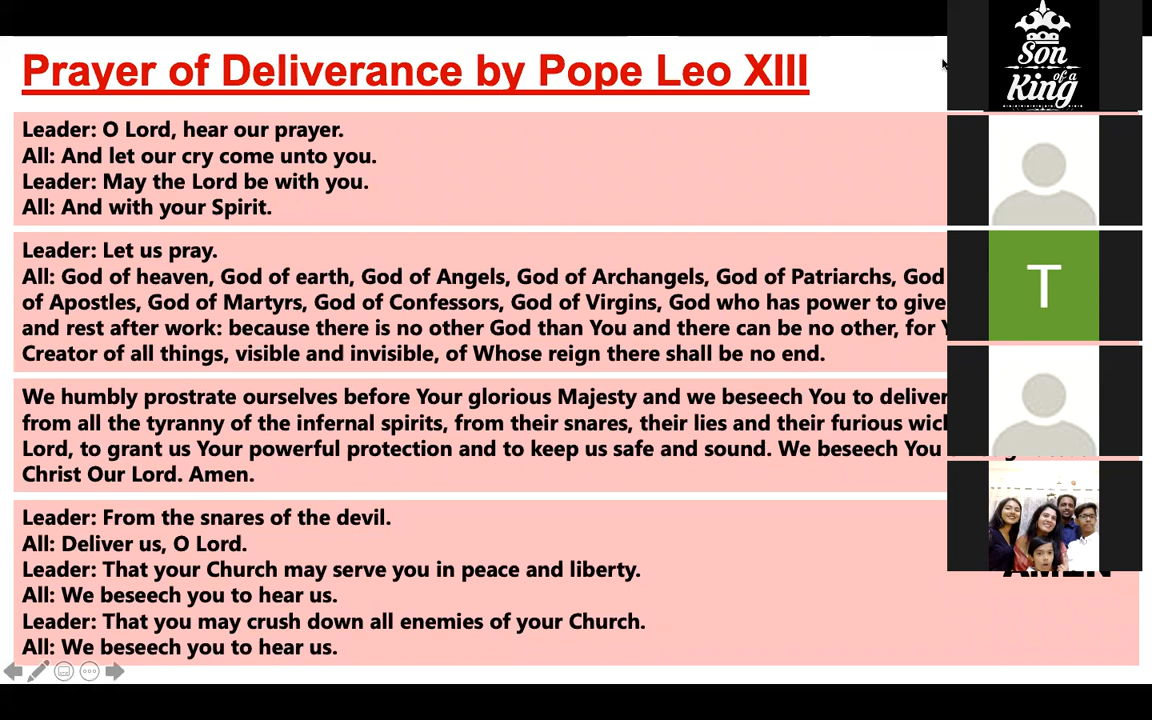 Prayer of Deliverance by Pope Leo XIII
Leader: O Lord, hear our prayer.
All: And let our cry come unto you.
Leader: May the Lord be with you.
All: And with your Spirit.
Leader: Let us pray.
All: God of heaven, God of earth, God of Angels, God of Archangels, God of Patriarchs, God
of Apostles, God of Martyrs, God of Confessors, God of Virgins, God who has power to give
and rest after work: because there is no other God than You and there can be no other, for
Creator of all things, visible and invisible, of Whose reign there shall be no end.
We humbly prostrate ourselves before Your glorious Majesty and we beseech You to deliver
from all the tyranny of the infernal spirits, from their snares, their lies and their furious
Lord, to grant us Your powerful protection and to keep us safe and sound. We beseech You
Christ Our Lord. Amen.
Leader: From the snares of the devil.
All: Deliver us, O Lord.
Leader: That your Church may serve you in peace and liberty.
All: We beseech you to hear us.
Leader: That you may crush down all enemies of your Church.
All: We beseech you to hear us.
AMEN
Son
of a
King
T